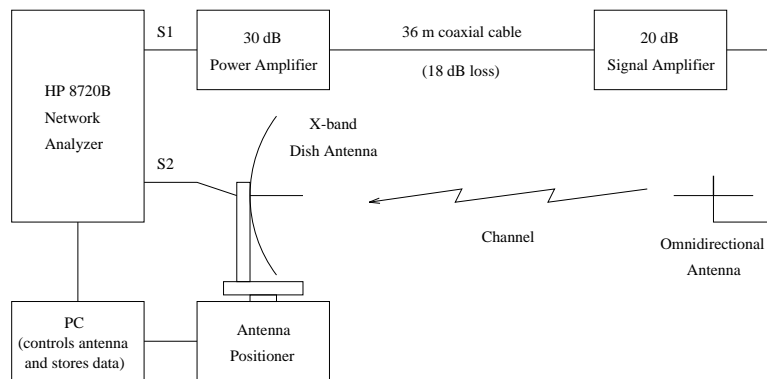 S1
30 dB
Power Amplifier
36 m coaxial cable
(18 dB loss)
20 dB
Signal Amplifier
HP 8720B
Network
Analyzer
X-band
Dish Antenna
S2
Channel
Omnidirectional
Antenna
PC
(controls antenna
and stores data)
Antenna
Positioner